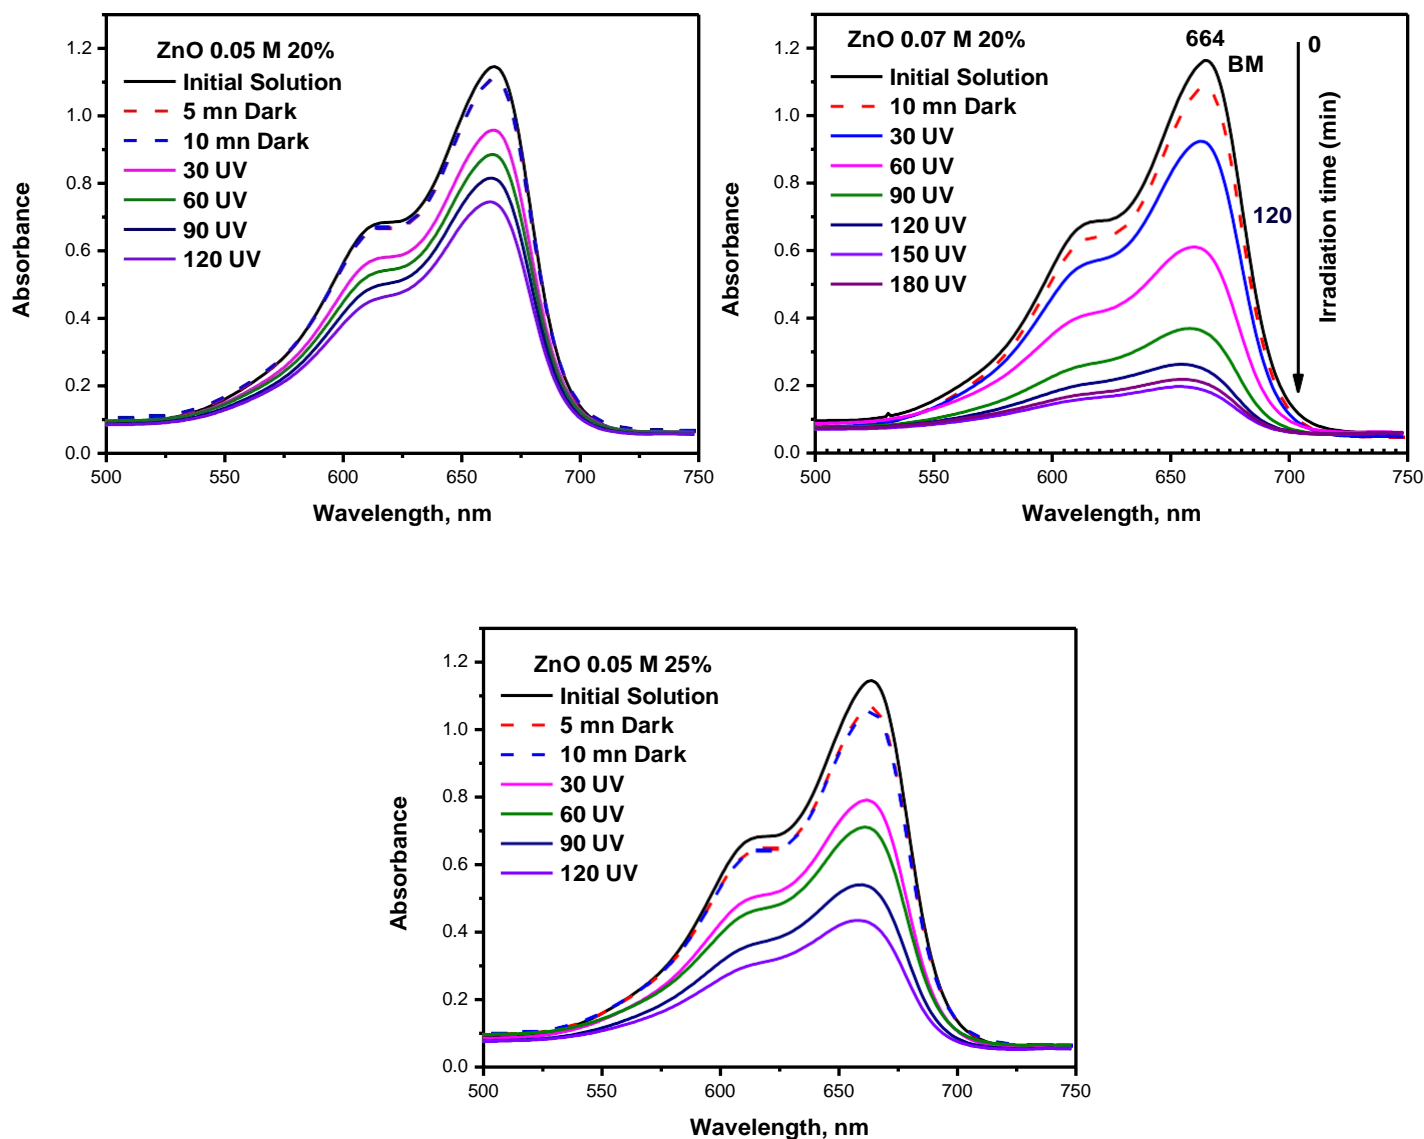 ZnO 0.05 M 20%
Initial Solution
5 mn Dark
10 mn Dark
30 UV
60 UV
90 UV
120 UV
1.2
1.0
0.8
0.6
0.4
0.2
0.0
500
550
600
650
700
750
Absorbance
Wavelength, nm
ZnO 0.07 M 20%
Initial Solution
10 mn Dark
30 UV
60 UV
90 UV
120 UV
150 UV
180 UV
664
BM
0
120
Irradiation time (min)
1.2
1.0
0.8
0.6
0.4
0.2
0.0
500
550
600
650
700
750
Absorbance
Wavelength, nm
ZnO 0.05 M 25%
Initial Solution
5 mn Dark
10 mn Dark
30 UV
60 UV
90 UV
120 UV
1.2
1.0
0.8
0.6
0.4
0.2
0.0
500
550
600
650
700
750
Absorbance
Wavelength, nm